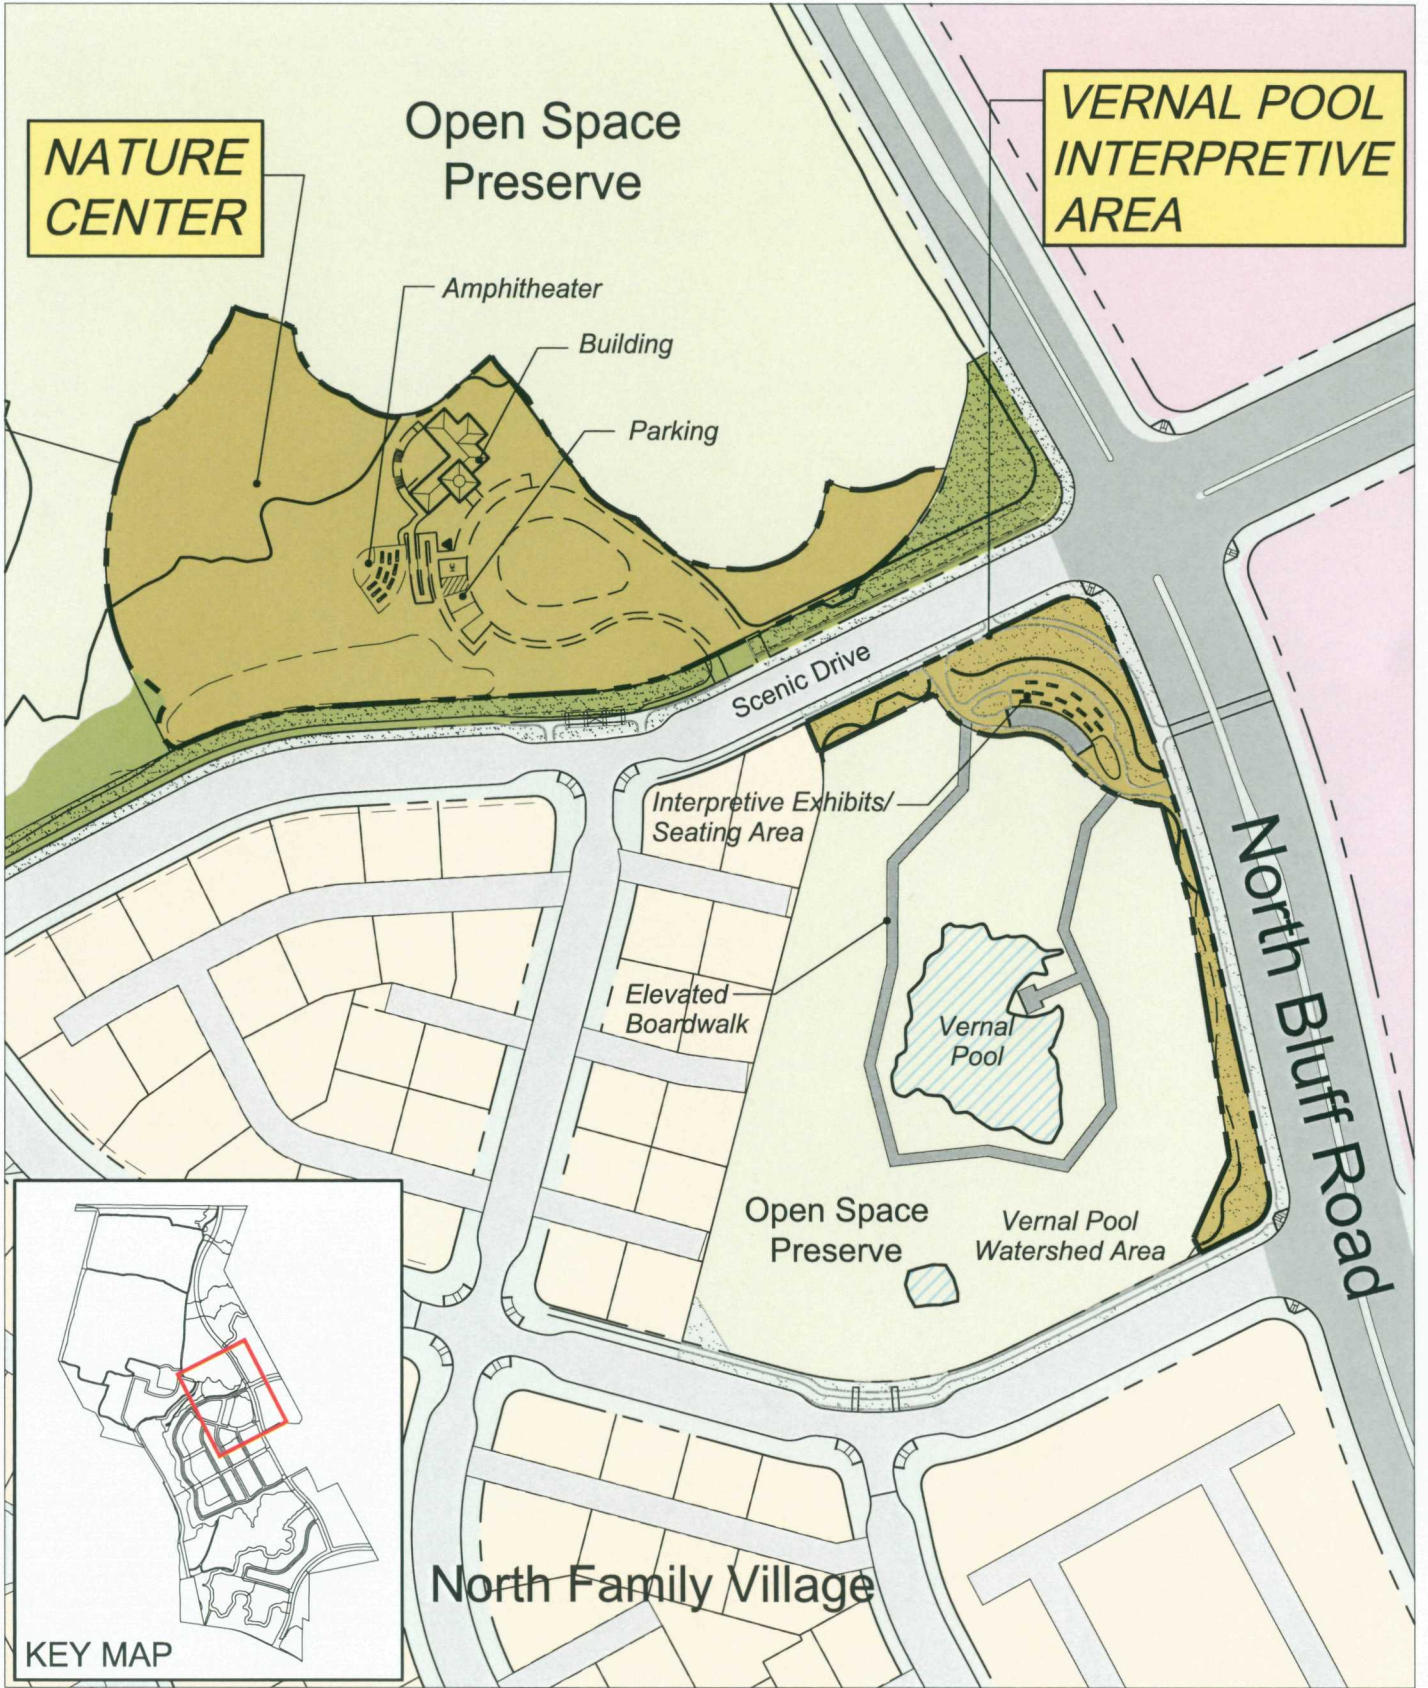 Open Space
Preserve
NATURE
CENTER
VERNAL POOL
INTERPRETIVE
AREA
Amphitheater
Building
Parking
Scenic Drive
Interpretive Exhibits/
Seating Area
North Bluff Road
Elevated
Boardwalk
Vernal
Pool
Open Space
Preserve
Vernal Pool
Watershed Area
North Family Village
KEY MAP